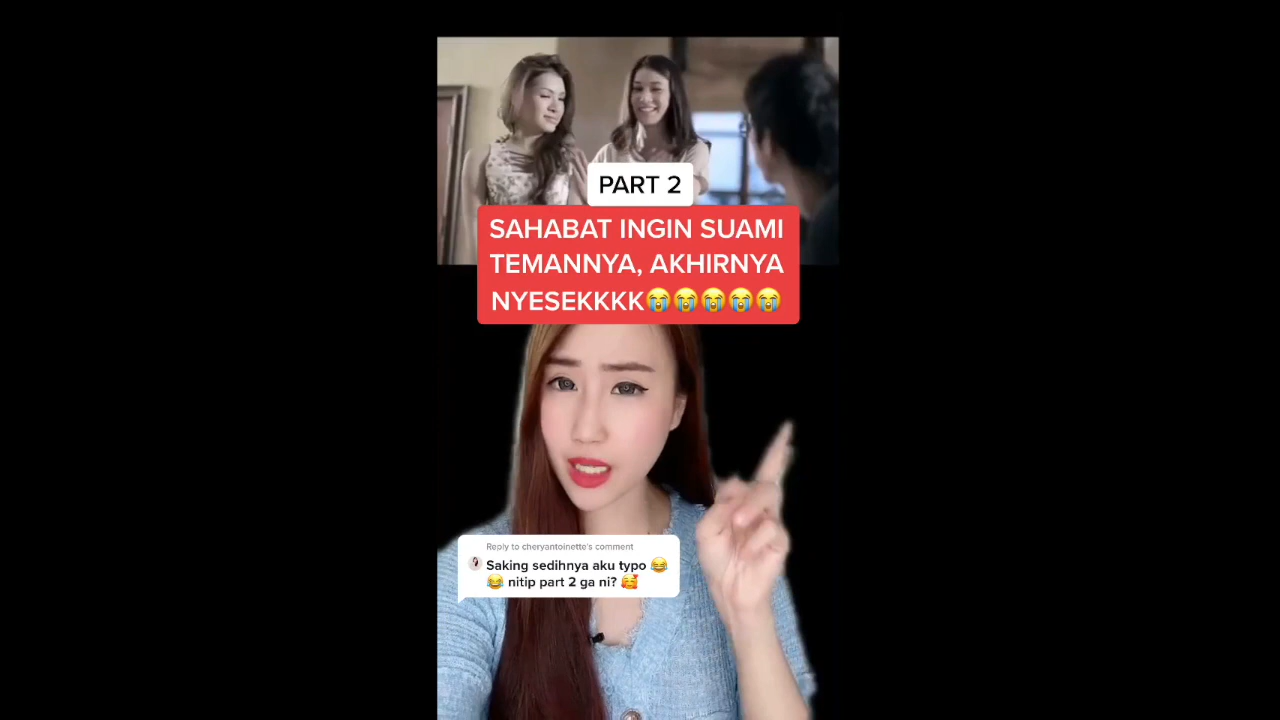 PART 2
SAHABAT INGIN SUAMI
TEMANNYA, AKHIRNYA
NYESEKKKK😭😭😭😭😭
Reply to cheryantoinette's comment
Saking sedihnya aku typo 😂
😂 nitip part 2 ga ni? 🥰